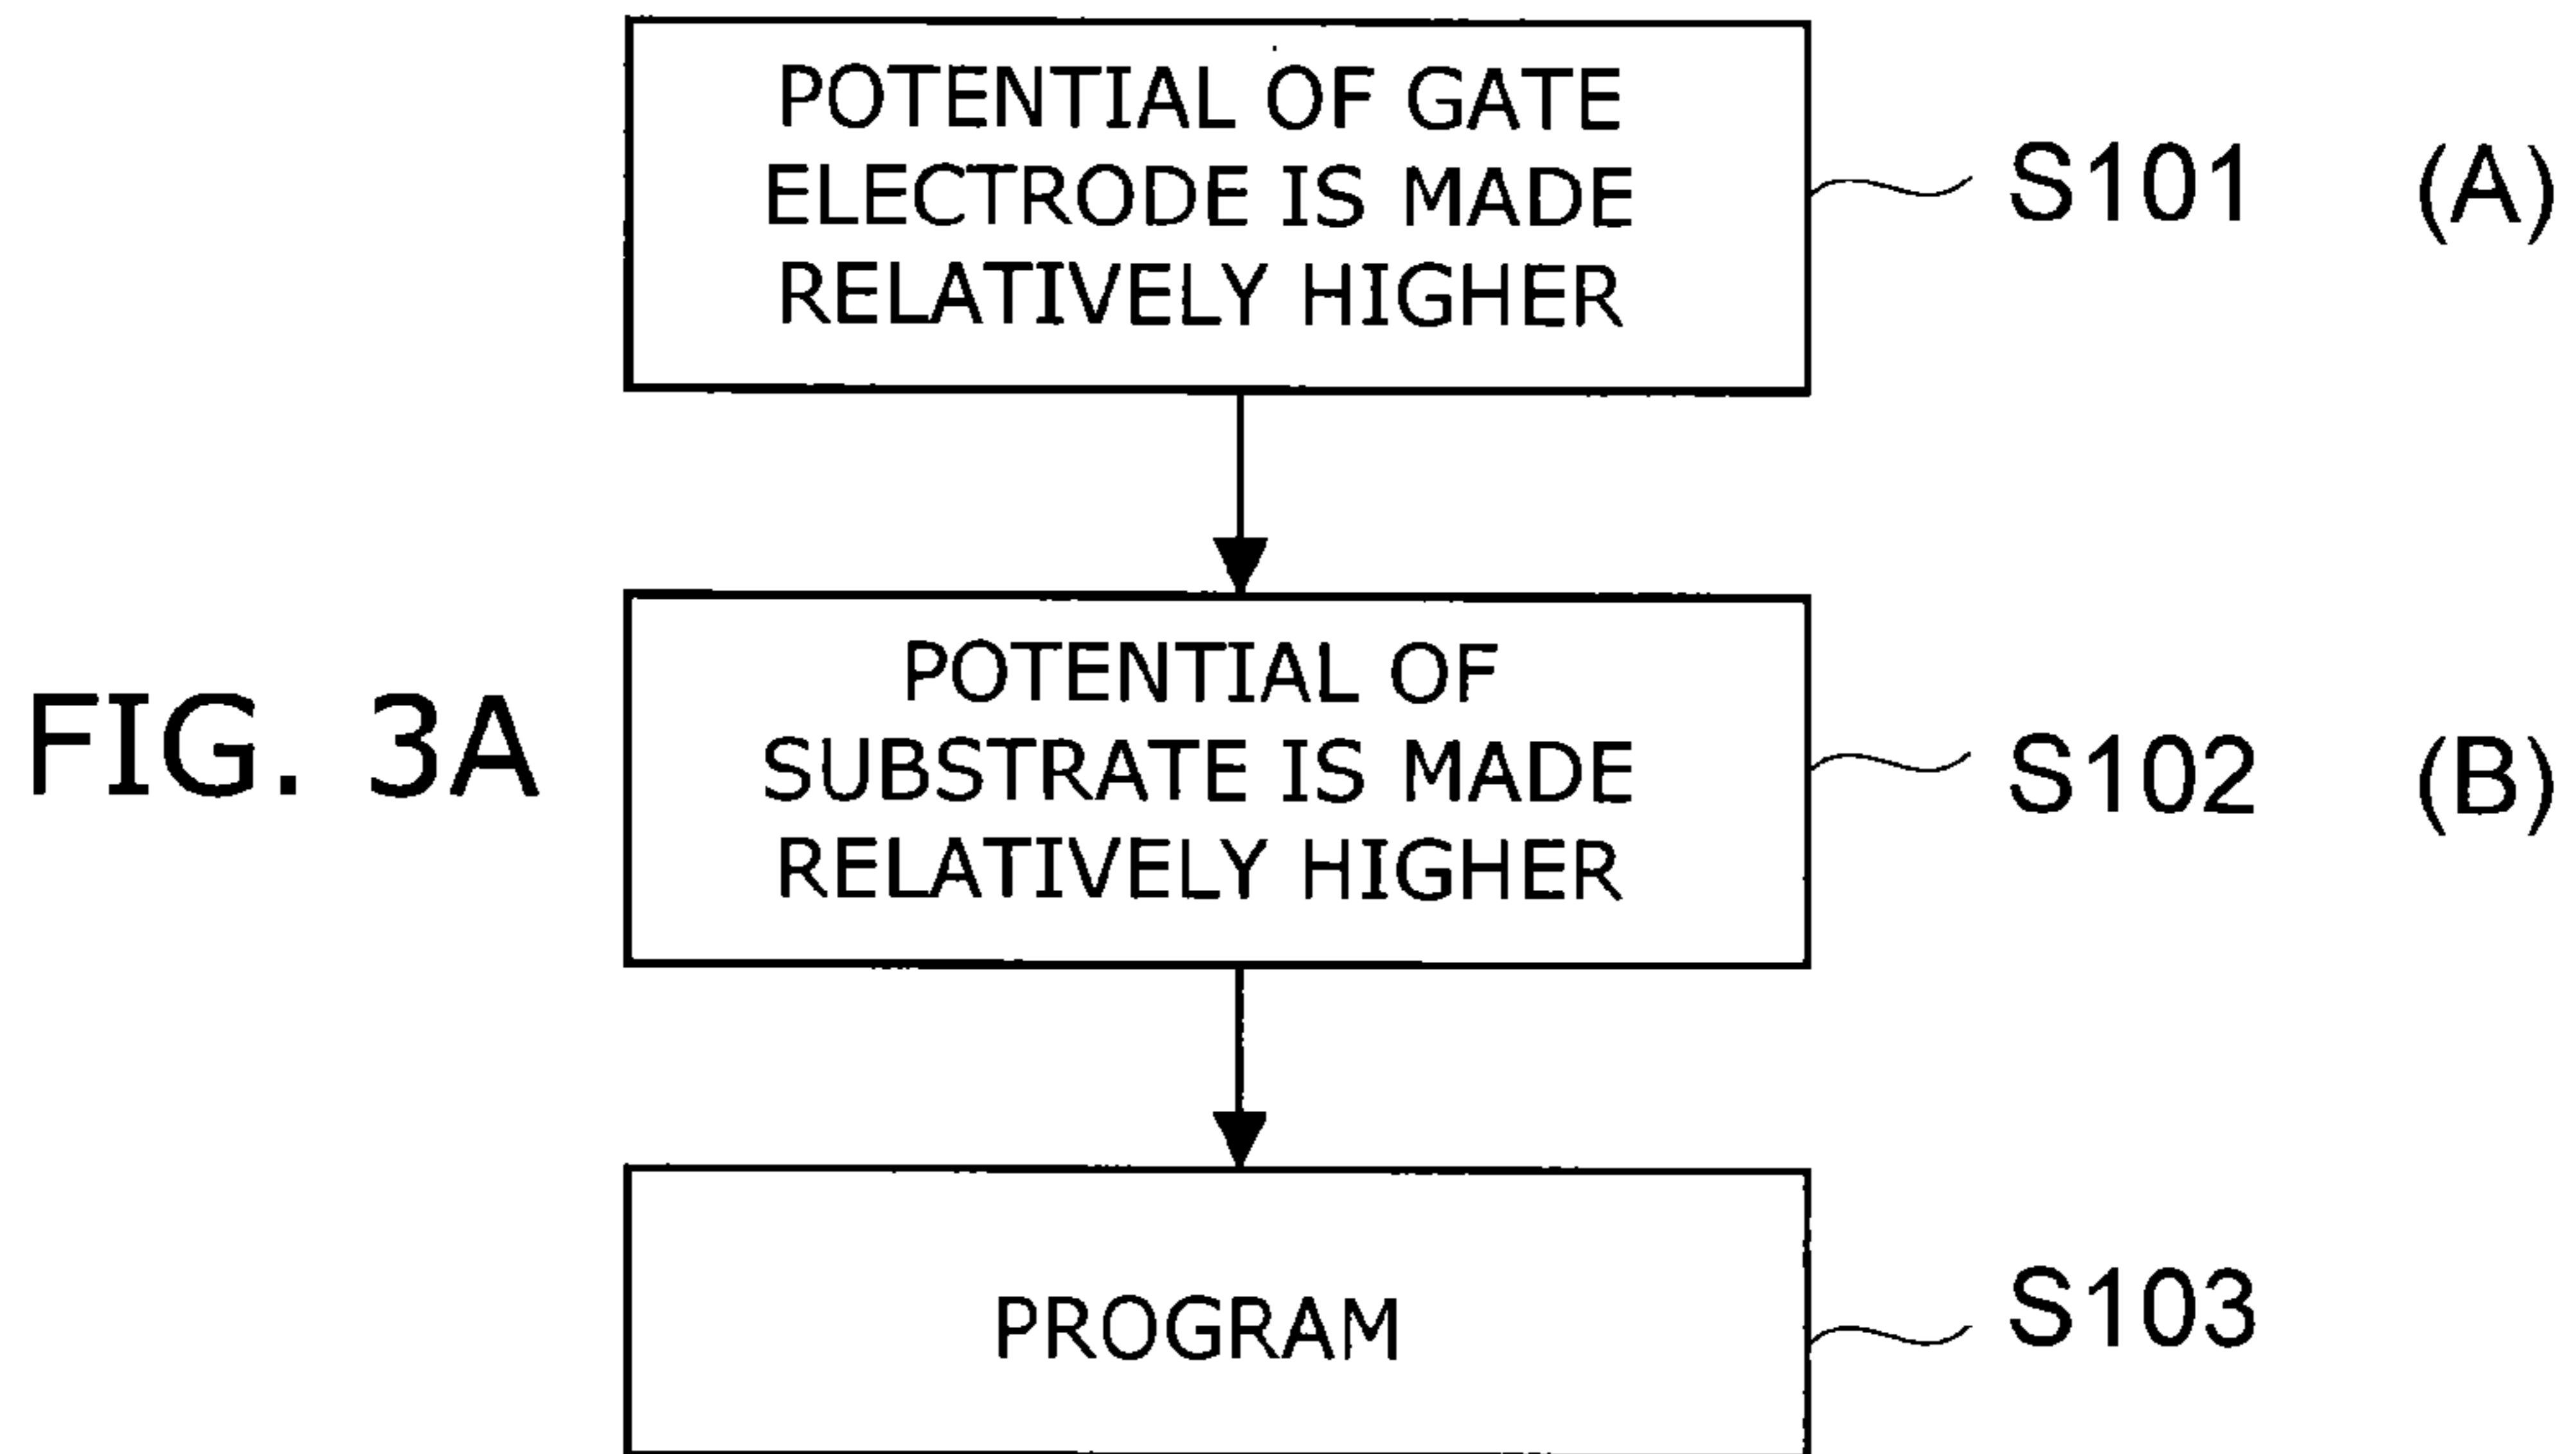 POTENTIAL OF GATE
ELECTRODE IS MADE
RELATIVELY HIGHER
S101 (A)
FIG. 3A
POTENTIAL OF
SUBSTRATE IS MADE
RELATIVELY HIGHER
S102 (B)
PROGRAM
S103